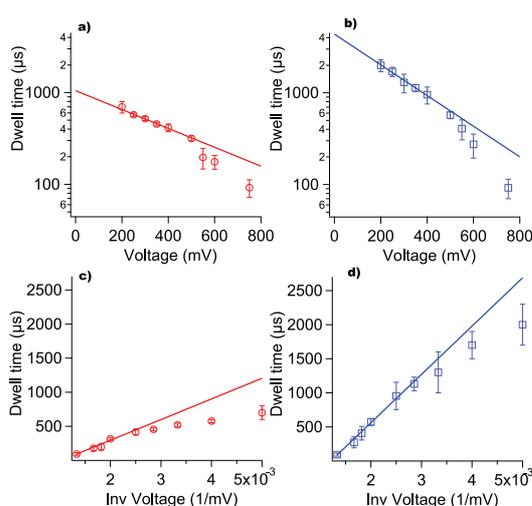 a)
Dwell time (μs)
4
2
1000
6
4
2
100
6
0 200 400 600 800
Voltage (mV)
b)
Dwell time (μs)
4
2
1000
8
6
4
2
100
8
6
0 200 400 600 800
Voltage (mV)
c)
Dwell time (μs)
2500
2000
1500
1000
500
2 3 4 5x10⁻³
Inv Voltage (1/mV)
d)
Dwell time (μs)
2500
2000
1500
1000
500
2 3 4 5x10⁻³
Inv Voltage (1/mV)